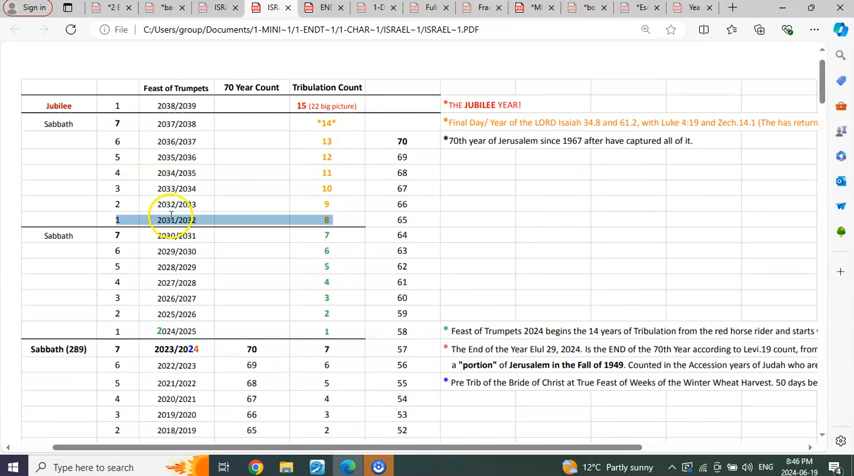 Sign in
*2 E
*ba
ISRA
ISRA
EN
1-D
Full
Fra
*MI
*bo
*Es
Yea
File
C:/Users/group/Documents/1-MINI~1/1-ENDT~1/1-CHAR~1/ISRAEL/ISRAEL~1.PDF
Feast of Trumpets 70 Year Count Tribulation Count
Jubilee 1 2038/2039 15 (22 big picture) *THE JUBILEE YEAR!
Sabbath 7 2037/2038 *14* *Final Day/ Year of the LORD Isaiah 34.8 and 61.2, with Luke 4:19 and Zech.14.1 (The has return
6 2036/2037 13 70 *70th year of Jerusalem since 1967 after have captured all of it.
5 2035/2036 12 69
4 2034/2035 11 68
3 2033/2034 10 67
2 2032/2033 9 66
1 2031/2032 8 65
Sabbath 7 2030/2031 7 64
6 2029/2030 6 63
5 2028/2029 5 62
4 2027/2028 4 61
3 2026/2027 3 60
2 2025/2026 2 59
1 2024/2025 1 58 * Feast of Trumpets 2024 begins the 14 years of Tribulation from the red horse rider and starts
Sabbath (289) 7 2023/2024 70 7 57 * The End of the Year Elul 29, 2024. Is the END of the 70th Year according to Levi.19 count, from
6 2022/2023 69 6 56 a "portion" of Jerusalem in the Fall of 1949. Counted in the Accession years of Judah who are
5 2021/2022 68 5 55 * Pre Trib of the Bride of Christ at True Feast of Weeks of the Winter Wheat Harvest. 50 days be
4 2020/2021 67 4 54
3 2019/2020 66 3 53
2 2018/2019 65 2 52
Type here to search
12°C Partly sunny
ENG
8:46 PM
2024-06-19